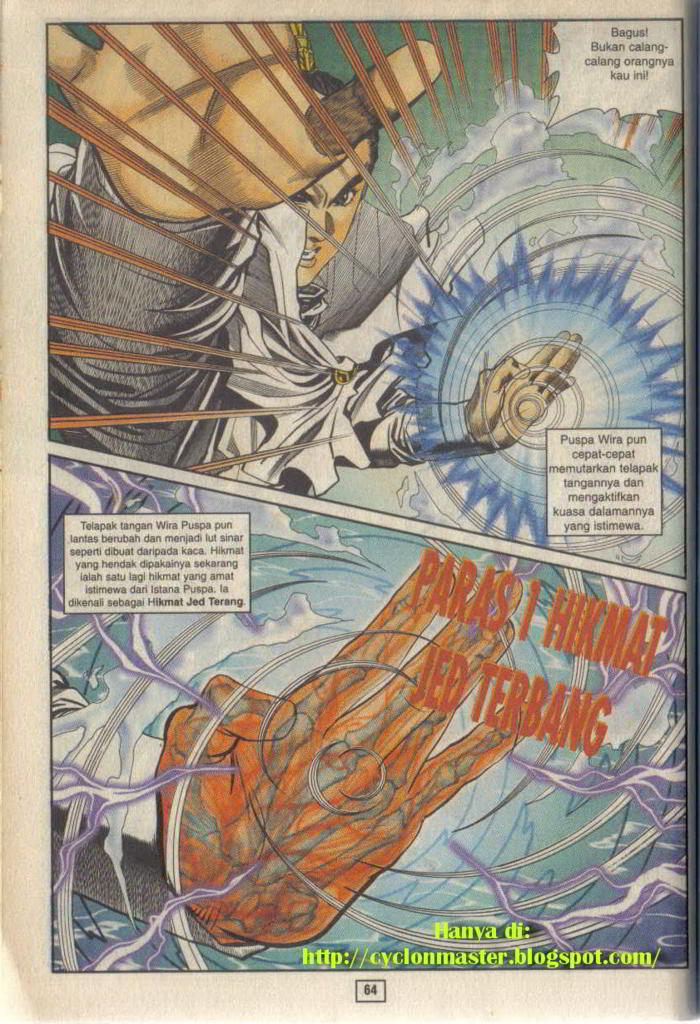 Bagus!
Bukan calang-
calang orangnya
kau ini!
Puspa Wira pun
cepat-cepat
memutarkan telapak
tangannya dan
mengaktifkan
kuasa dalamannya
yang istimewa.
Telapak tangan Wira Puspa pun
lantas berubah dan menjadi lut sinar
seperti dibuat daripada kaca. Hikmat
yang hendak dipakainya sekarang
ialah satu lagi hikmat yang amat
istimewa dari Istana Puspa. Ia
dikenali sebagai Hikmat Jed Terang.
PARAS 1 HIKMAT
JED TERBANG
Hanya di:
http://cyclonmaster.blogspot.com/
64